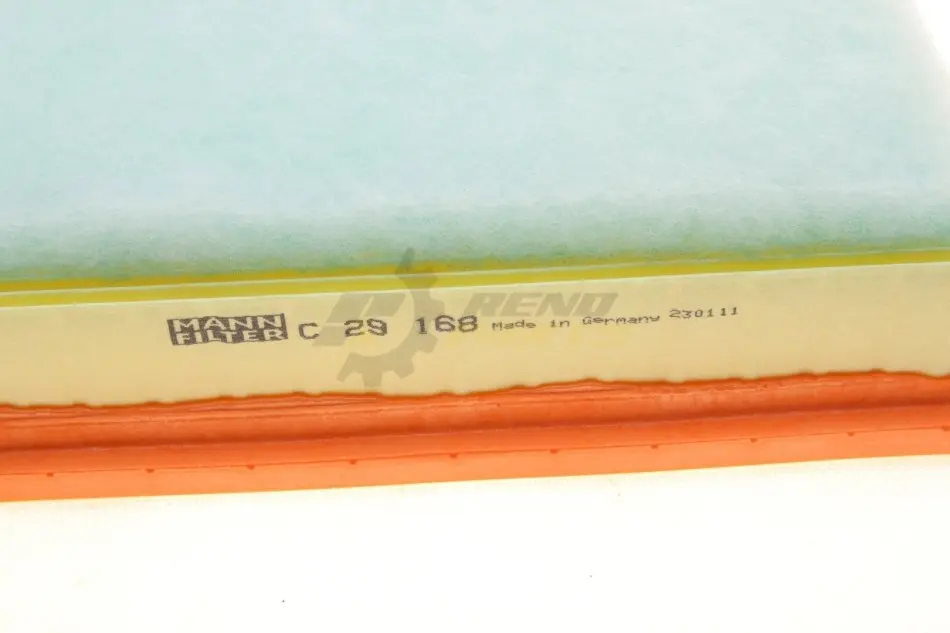 MANN FILTER C 29 168 Made in Germany 230111
RENO